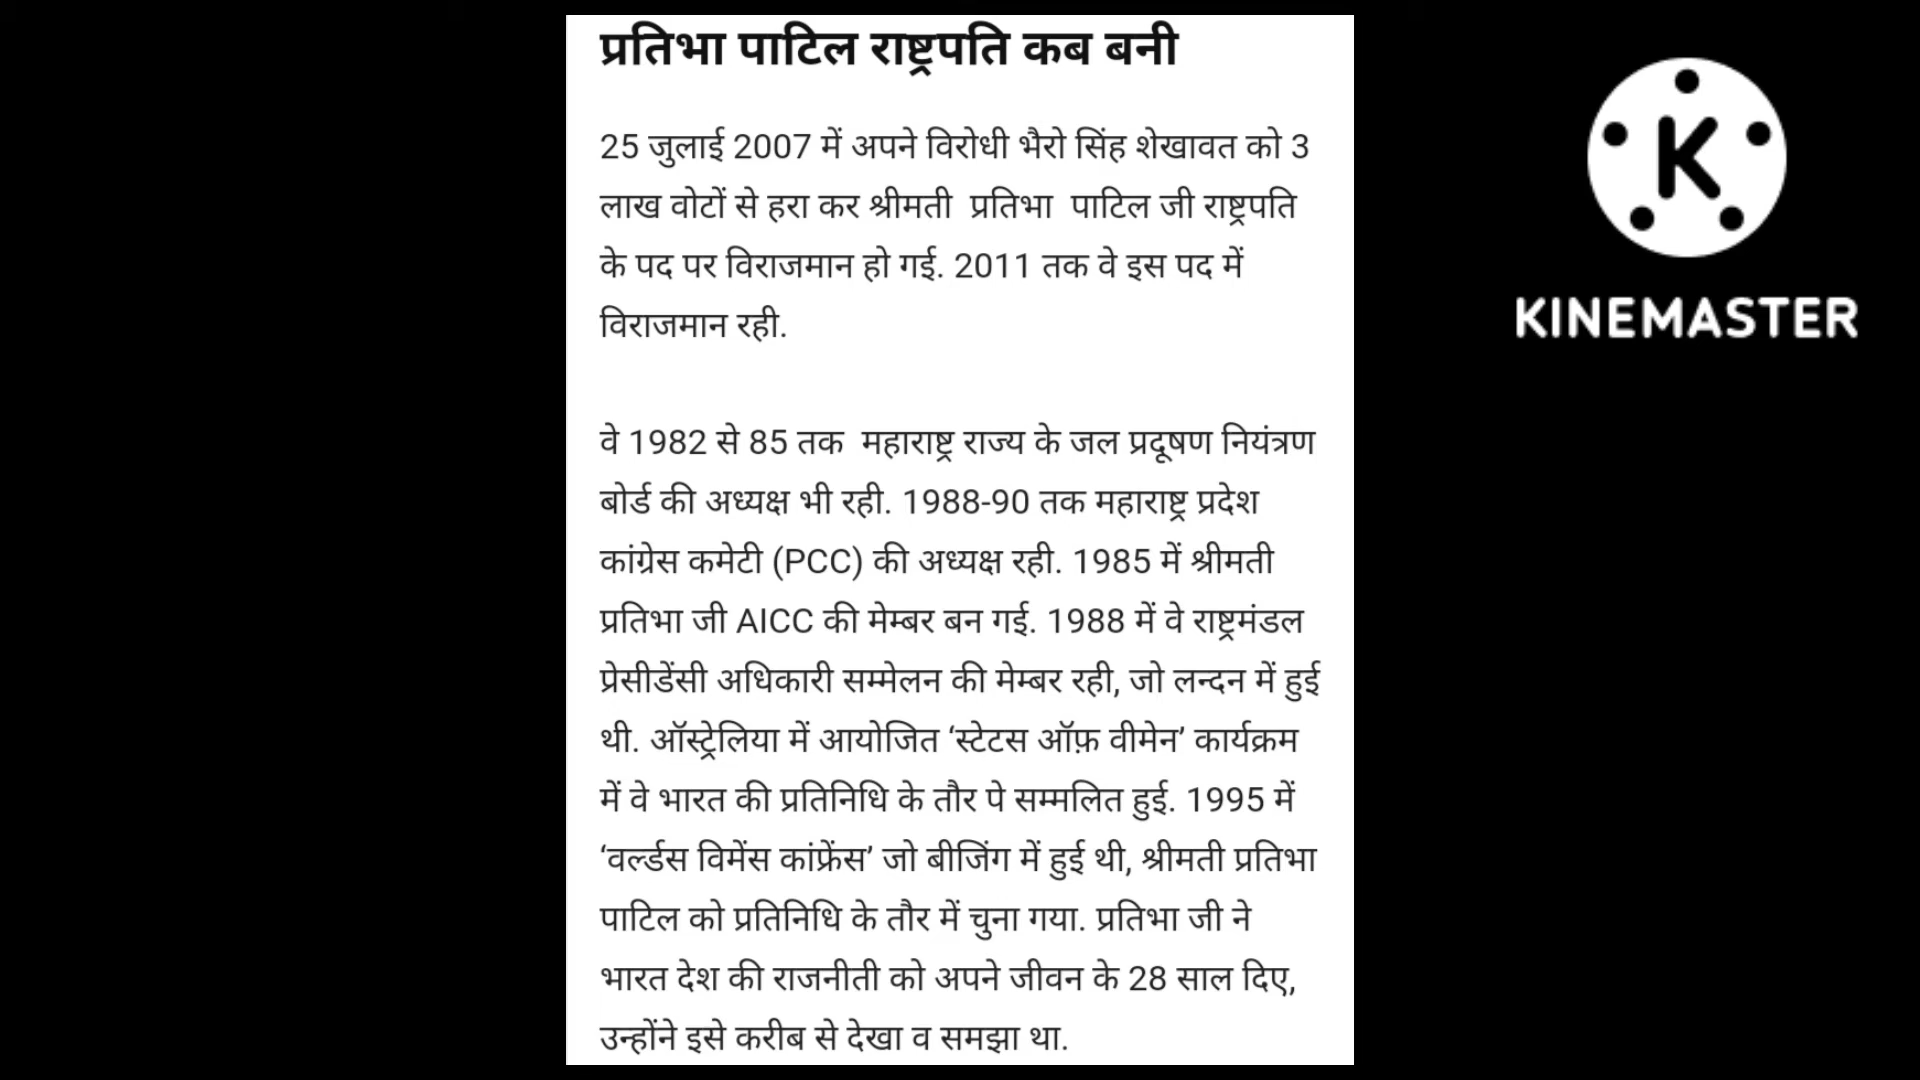 प्रतिभा पाटिल राष्ट्रपति कब बनी
25 जुलाई 2007 में अपने विरोधी भैरो सिंह शेखावत को 3
लाख वोटों से हरा कर श्रीमती प्रतिभा पाटिल जी राष्ट्रपति
के पद पर विराजमान हो गई. 2011 तक वे इस पद में
विराजमान रही.
वे 1982 से 85 तक महाराष्ट्र राज्य के जल प्रदूषण नियंत्रण
बोर्ड की अध्यक्ष भी रही. 1988-90 तक महाराष्ट्र प्रदेश
कांग्रेस कमेटी (PCC) की अध्यक्ष रही. 1985 में श्रीमती
प्रतिभा जी AICC की मेम्बर बन गई. 1988 में वे राष्ट्रमंडल
प्रेसीडेंसी अधिकारी सम्मेलन की मेम्बर रही, जो लन्दन में हुई
थी. ऑस्ट्रेलिया में आयोजित ‘स्टेटस ऑफ़ वीमेन’ कार्यक्रम
में वे भारत की प्रतिनिधि के तौर पे सम्मलित हुई. 1995 में
‘वर्ल्डस विमेंस कांफ्रेंस’ जो बीजिंग में हुई थी, श्रीमती प्रतिभा
पाटिल को प्रतिनिधि के तौर में चुना गया. प्रतिभा जी ने
भारत देश की राजनीती को अपने जीवन के 28 साल दिए,
उन्होंने इसे करीब से देखा व समझा था.
K
KINEMASTER